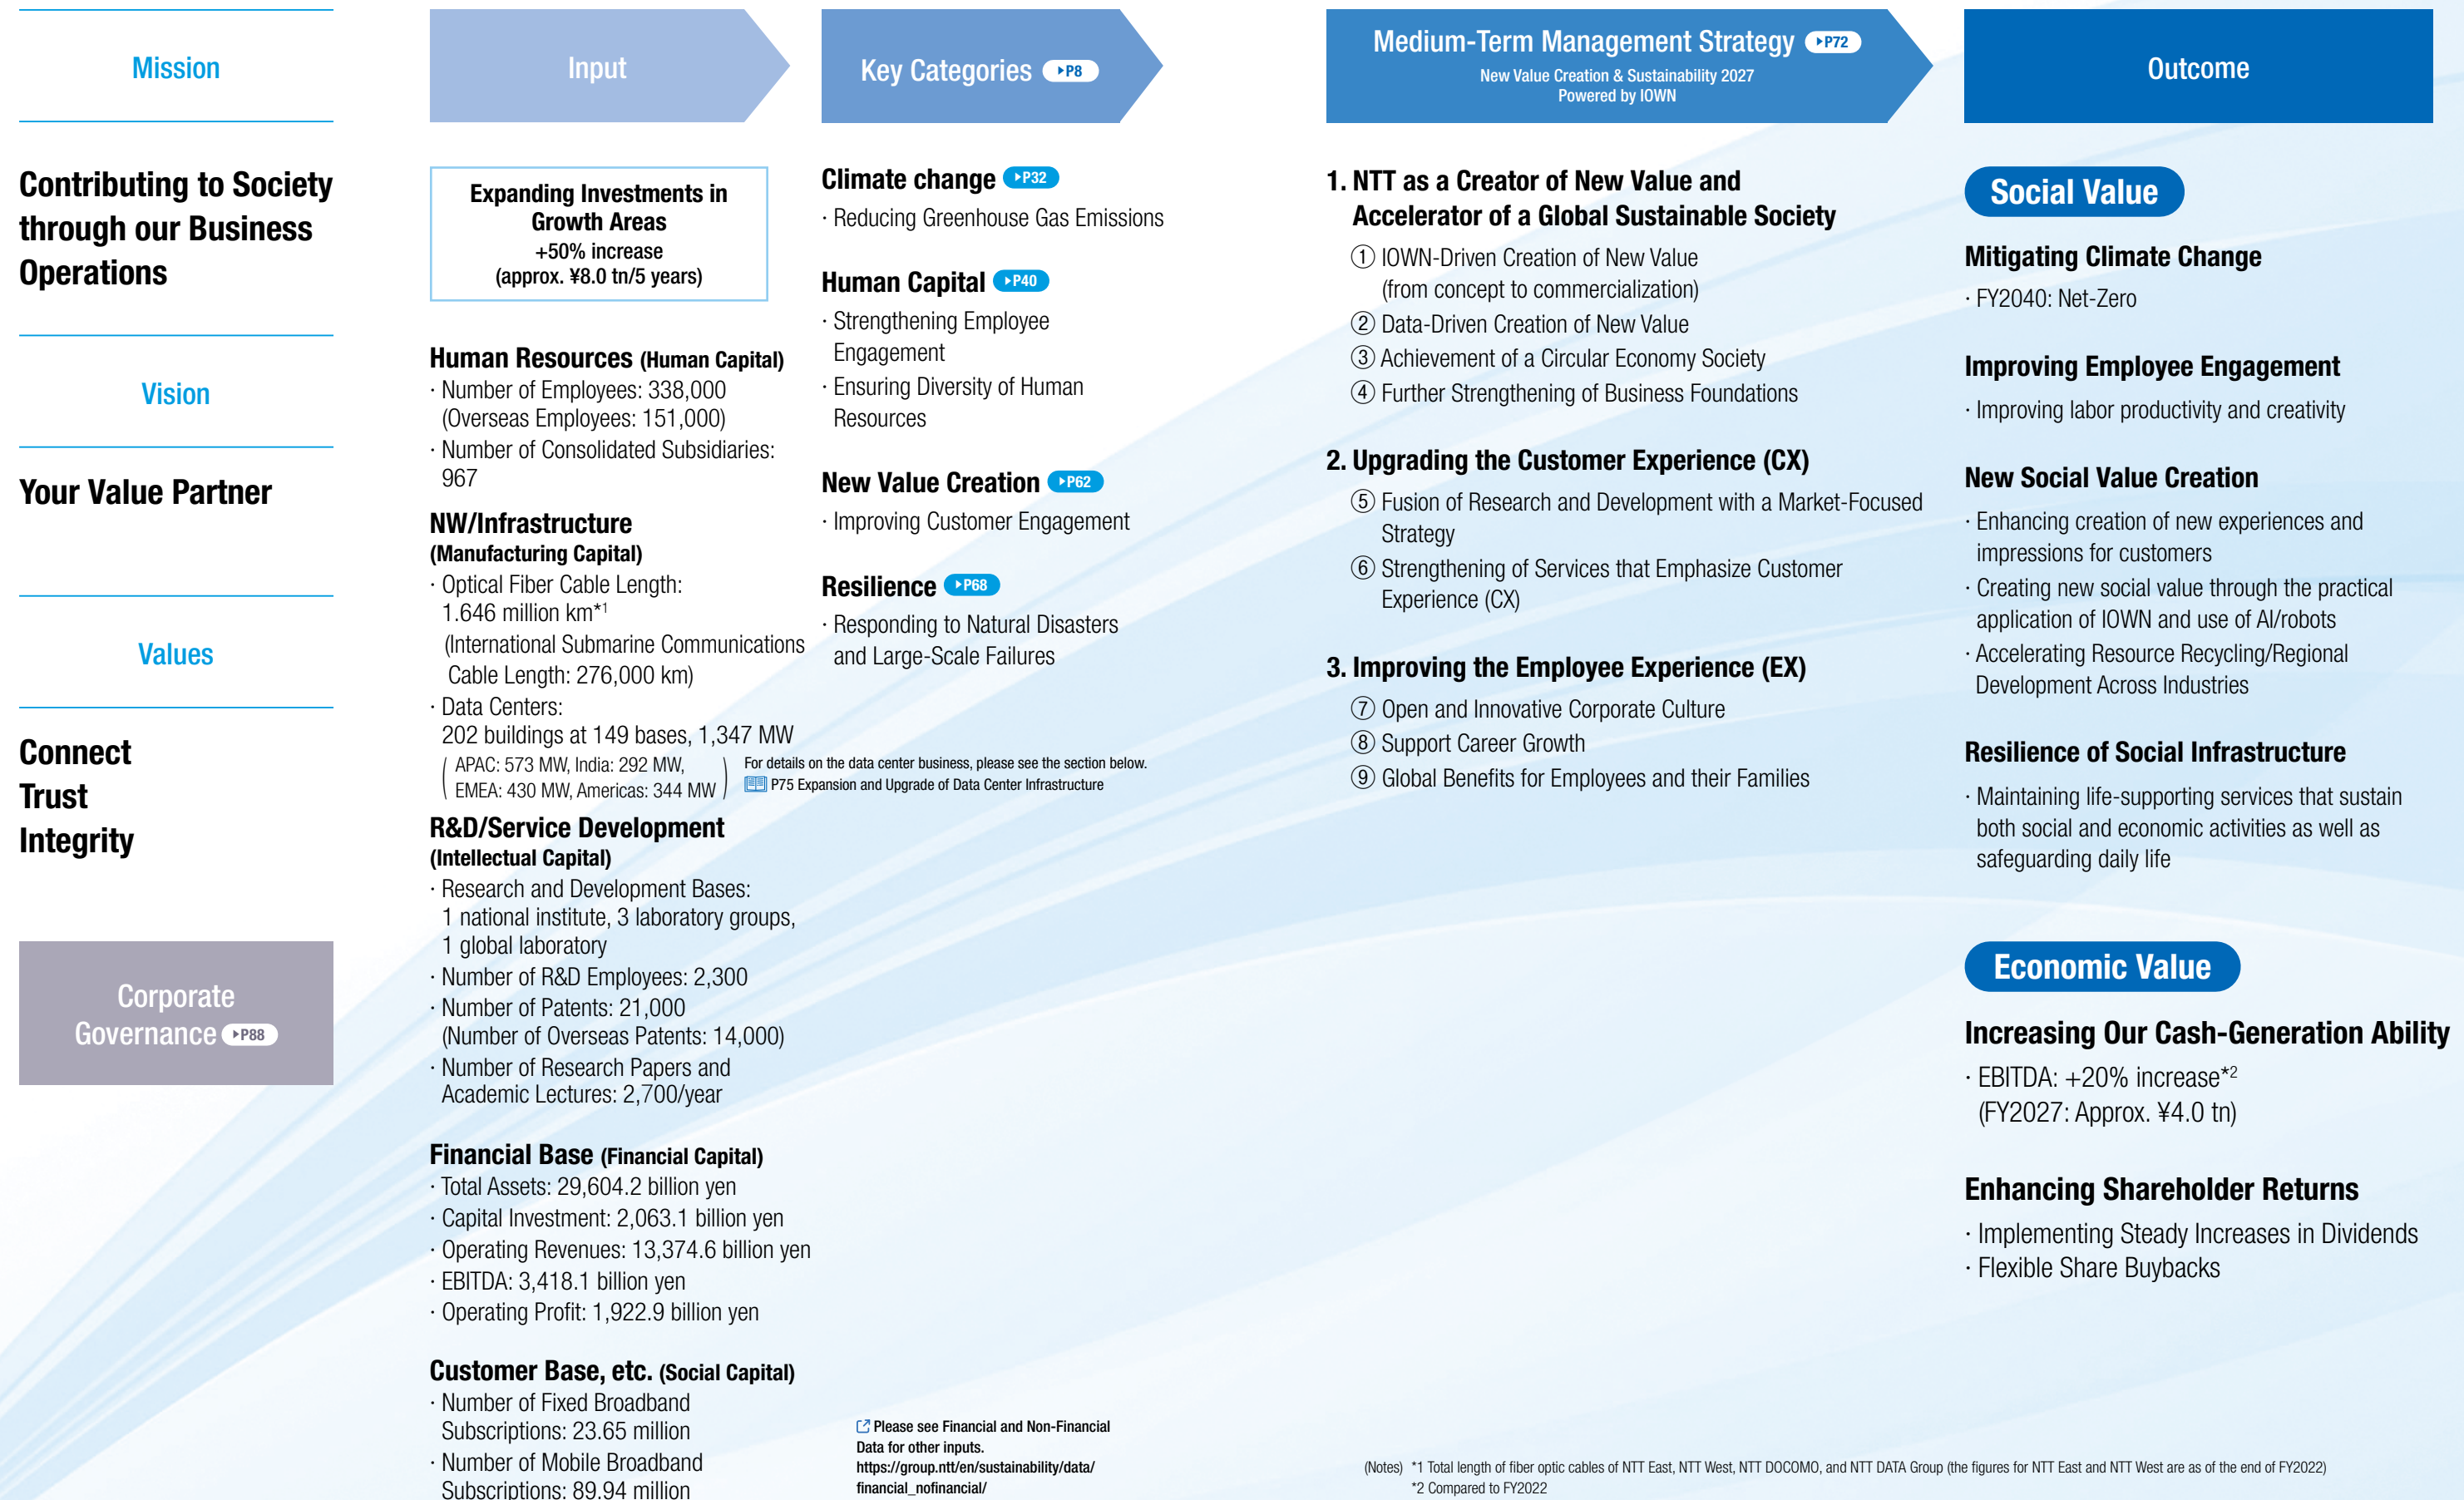 Mission
Contributing to Society
through our Business
Operations
Vision
Your Value Partner
Values
Connect
Trust
Integrity
Corporate
Governance ▶P88
Input
Expanding Investments in
Growth Areas
+50% increase
(approx. ¥8.0 tn/5 years)
Human Resources (Human Capital)
· Number of Employees: 338,000
(Overseas Employees: 151,000)
· Number of Consolidated Subsidiaries:
967
NW/Infrastructure
(Manufacturing Capital)
· Optical Fiber Cable Length:
1.646 million km*1
(International Submarine Communications
Cable Length: 276,000 km)
· Data Centers:
202 buildings at 149 bases, 1,347 MW
( APAC: 573 MW, India: 292 MW,
EMEA: 430 MW, Americas: 344 MW )
For details on the data center business, please see the section below.
P75 Expansion and Upgrade of Data Center Infrastructure
R&D/Service Development
(Intellectual Capital)
· Research and Development Bases:
1 national institute, 3 laboratory groups,
1 global laboratory
· Number of R&D Employees: 2,300
· Number of Patents: 21,000
(Number of Overseas Patents: 14,000)
· Number of Research Papers and
Academic Lectures: 2,700/year
Financial Base (Financial Capital)
· Total Assets: 29,604.2 billion yen
· Capital Investment: 2,063.1 billion yen
· Operating Revenues: 13,374.6 billion yen
· EBITDA: 3,418.1 billion yen
· Operating Profit: 1,922.9 billion yen
Customer Base, etc. (Social Capital)
· Number of Fixed Broadband
Subscriptions: 23.65 million
· Number of Mobile Broadband
Subscriptions: 89.94 million
Key Categories ▶P8
Climate change ▶P32
· Reducing Greenhouse Gas Emissions
Human Capital ▶P40
· Strengthening Employee
Engagement
· Ensuring Diversity of Human
Resources
New Value Creation ▶P62
· Improving Customer Engagement
Resilience ▶P68
· Responding to Natural Disasters
and Large-Scale Failures
Please see Financial and Non-Financial
Data for other inputs.
https://group.ntt/en/sustainability/data/
financial_nofinancial/
Medium-Term Management Strategy ▶P72
New Value Creation & Sustainability 2027
Powered by IOWN
1. NTT as a Creator of New Value and
Accelerator of a Global Sustainable Society
① IOWN-Driven Creation of New Value
(from concept to commercialization)
② Data-Driven Creation of New Value
③ Achievement of a Circular Economy Society
④ Further Strengthening of Business Foundations
2. Upgrading the Customer Experience (CX)
⑤ Fusion of Research and Development with a Market-Focused
Strategy
⑥ Strengthening of Services that Emphasize Customer
Experience (CX)
3. Improving the Employee Experience (EX)
⑦ Open and Innovative Corporate Culture
⑧ Support Career Growth
⑨ Global Benefits for Employees and their Families
Outcome
Social Value
Mitigating Climate Change
· FY2040: Net-Zero
Improving Employee Engagement
· Improving labor productivity and creativity
New Social Value Creation
· Enhancing creation of new experiences and
impressions for customers
· Creating new social value through the practical
application of IOWN and use of AI/robots
· Accelerating Resource Recycling/Regional
Development Across Industries
Resilience of Social Infrastructure
· Maintaining life-supporting services that sustain
both social and economic activities as well as
safeguarding daily life
Economic Value
Increasing Our Cash-Generation Ability
· EBITDA: +20% increase*2
(FY2027: Approx. ¥4.0 tn)
Enhancing Shareholder Returns
· Implementing Steady Increases in Dividends
· Flexible Share Buybacks
(Notes) *1 Total length of fiber optic cables of NTT East, NTT West, NTT DOCOMO, and NTT DATA Group (the figures for NTT East and NTT West are as of the end of FY2022)
*2 Compared to FY2022